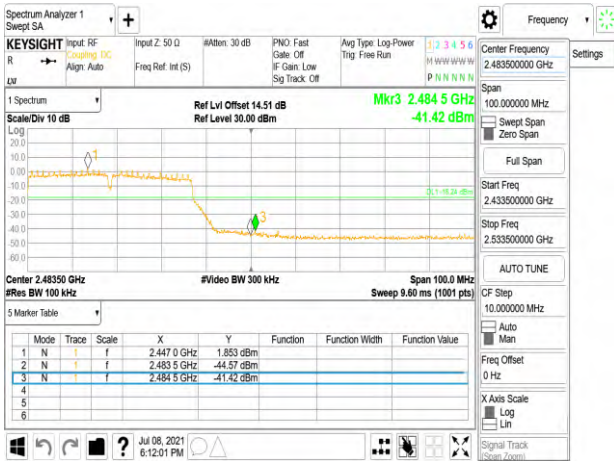 Spectrum Analyzer 1
Swept SA
Frequency
KEYSIGHT Input: RF
R
Coupling: DC
Align: Auto
Input Z: 50 Ω
Freq Ref: Int (S)
#Atten: 30 dB
PNO: Fast
Gate: Off
IF Gain: Low
Sig Track: Off
Avg Type: Log-Power
Trig: Free Run
1 2 3 4 5 6
M W W W W W
P N N N N N
1 Spectrum
Scale/Div 10 dB
Ref Lvl Offset 14.51 dB
Ref Level 30.00 dBm
Mkr3 2.484 5 GHz
-41.42 dBm
Log
20.0
10.0
0.00
-10.0
-20.0
-30.0
-40.0
-50.0
-60.0
1
3
Center 2.48350 GHz
#Res BW 100 kHz
#Video BW 300 kHz
Span 100.0 MHz
Sweep 9.60 ms (1001 pts)
5 Marker Table
Mode Trace Scale X Y Function Function Width Function Value
1 N 1 f 2.447 0 GHz 1.853 dBm
2 N 1 f 2.483 5 GHz -44.57 dBm
3 N 1 f 2.484 5 GHz -41.42 dBm
4
5
6
Jul 08, 2021
6:12:01 PM
Center Frequency
2.483500000 GHz
Settings
Span
100.000000 MHz
Swept Span
Zero Span
Full Span
Start Freq
2.433500000 GHz
Stop Freq
2.533500000 GHz
AUTO TUNE
CF Step
10.000000 MHz
Auto
Man
Freq Offset
0 Hz
X Axis Scale
Log
Lin
Signal Track
(Span Zoom)